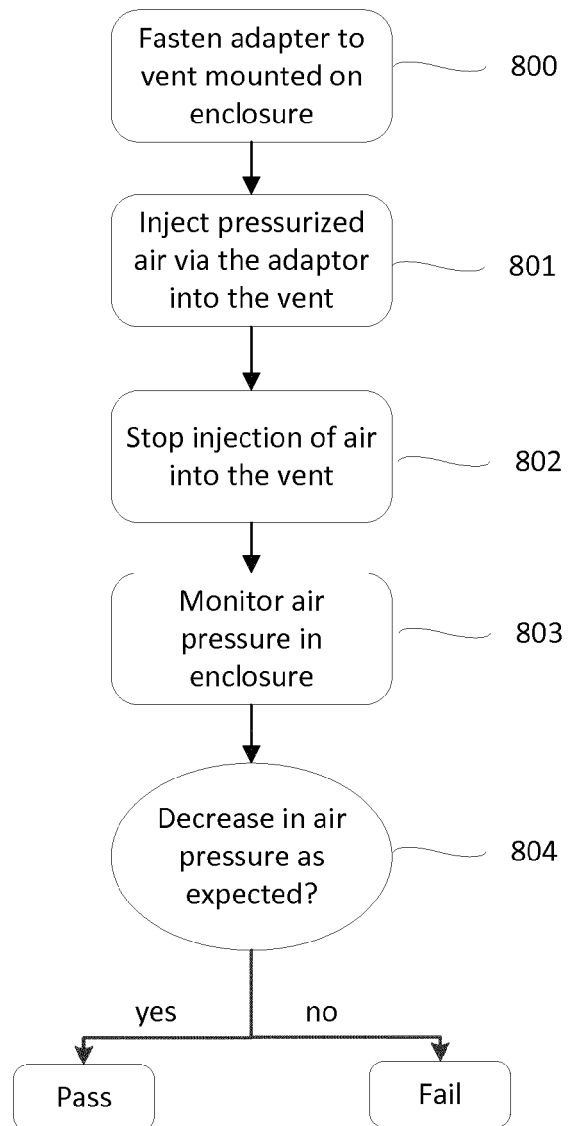 Fasten adapter to
vent mounted on
enclosure
800
Inject pressurized
air via the adaptor
into the vent
801
Stop injection of air
into the vent
802
Monitor air
pressure in
enclosure
803
Decrease in air
pressure as
expected?
804
yes
no
Pass
Fail